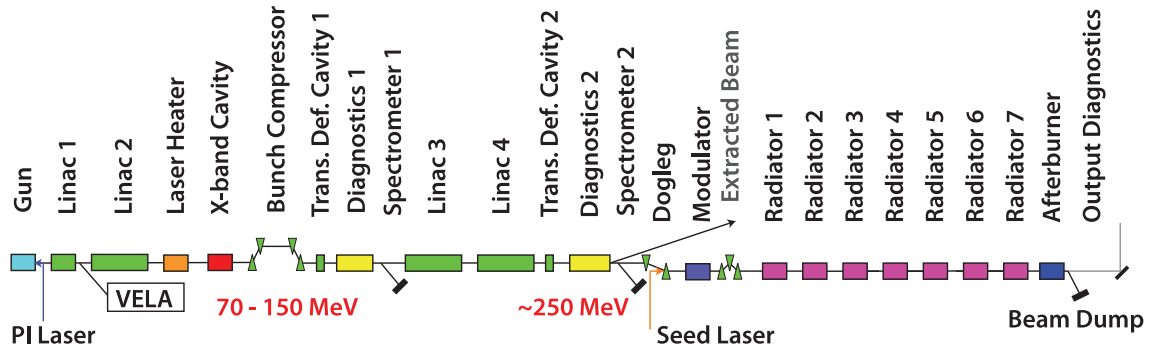 Gun
Linac 1
Linac 2
Laser Heater
X-band Cavity
Bunch Compressor
Trans. Def. Cavity 1
Diagnostics 1
Spectrometer 1
Linac 3
Linac 4
Trans. Def. Cavity 2
Diagnostics 2
Spectrometer 2
Dogleg
Modulator
Extracted Beam
Radiator 1
Radiator 2
Radiator 3
Radiator 4
Radiator 5
Radiator 6
Radiator 7
Afterburner
Output Diagnostics
VELA
70 - 150 MeV
~250 MeV
PI Laser
Seed Laser
Beam Dump